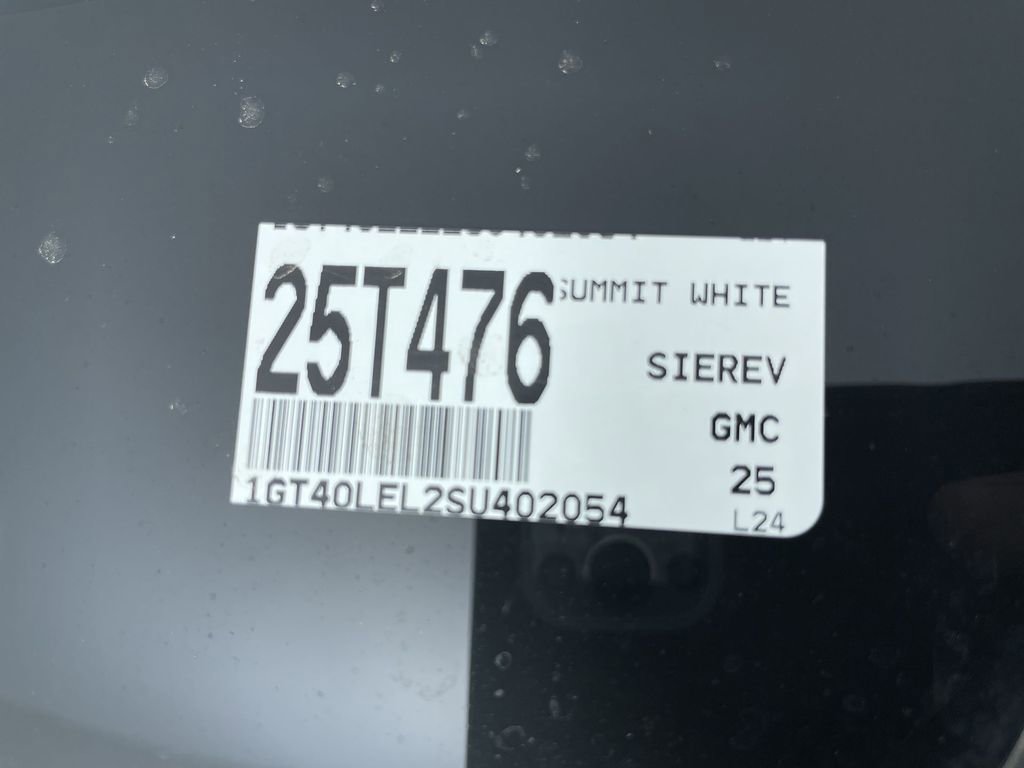 25T476
SUMMIT WHITE
SIEREV
GMC
25
1GT40LEL2SU402054
L24